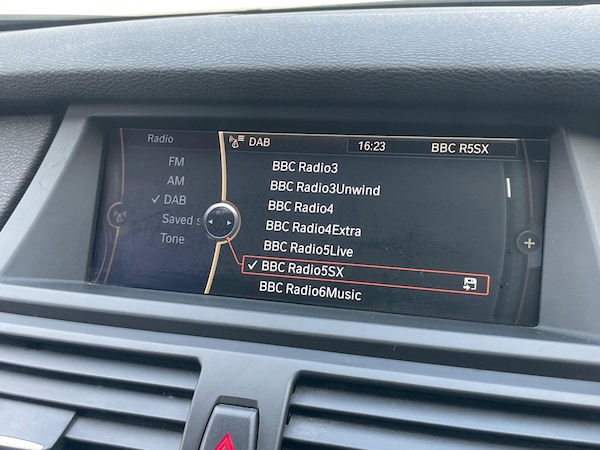 Radio
DAB 16:23 BBC R5SX
FM
AM
✓ DAB
Saved s
Tone
BBC Radio3
BBC Radio3Unwind
BBC Radio4
BBC Radio4Extra
BBC Radio5Live
✓ BBC Radio5SX
BBC Radio6Music